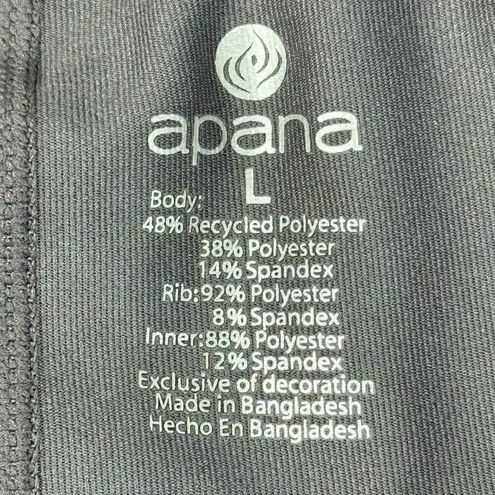 apana
L
Body:
48% Recycled Polyester
38% Polyester
14% Spandex
Rib:92% Polyester
8% Spandex
Inner:88% Polyester
12% Spandex
Exclusive of decoration
Made in Bangladesh
Hecho En Bangladesh